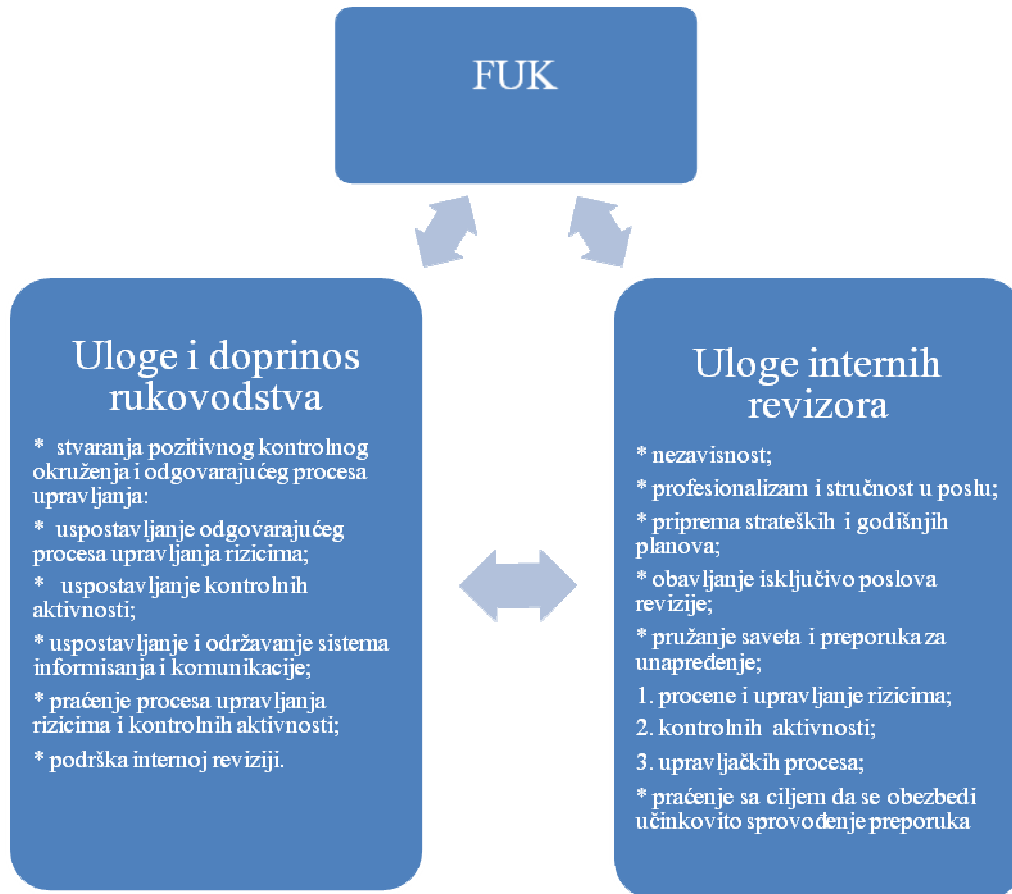 FUK
Uloge i doprinos
rukovodstva
* stvaranja pozitivnog kontrolnog
okruženja i odgovarajućeg procesa
upravljanja:
* uspostavljanje odgovarajućeg
procesa upravljanja rizicima;
* uspostavljanje kontrolnih
aktivnosti;
* uspostavljanje i održavanje sistema
informisanja i komunikacije;
* praćenje procesa upravljanja
rizicima i kontrolnih aktivnosti;
* podrška internoj reviziji.
Uloge internih
revizora
* nezavisnost;
* profesionalizam i stručnost u poslu;
* priprema strateških i godišnjih
planova;
* obavljanje isključivo poslova
revizije;
* pružanje saveta i preporuka za
unapređenje;
1. procene i upravljanje rizicima;
2. kontrolnih aktivnosti;
3. upravljačkih procesa;
* praćenje sa ciljem da se obezbedi
učinkovito sprovođenje preporuka